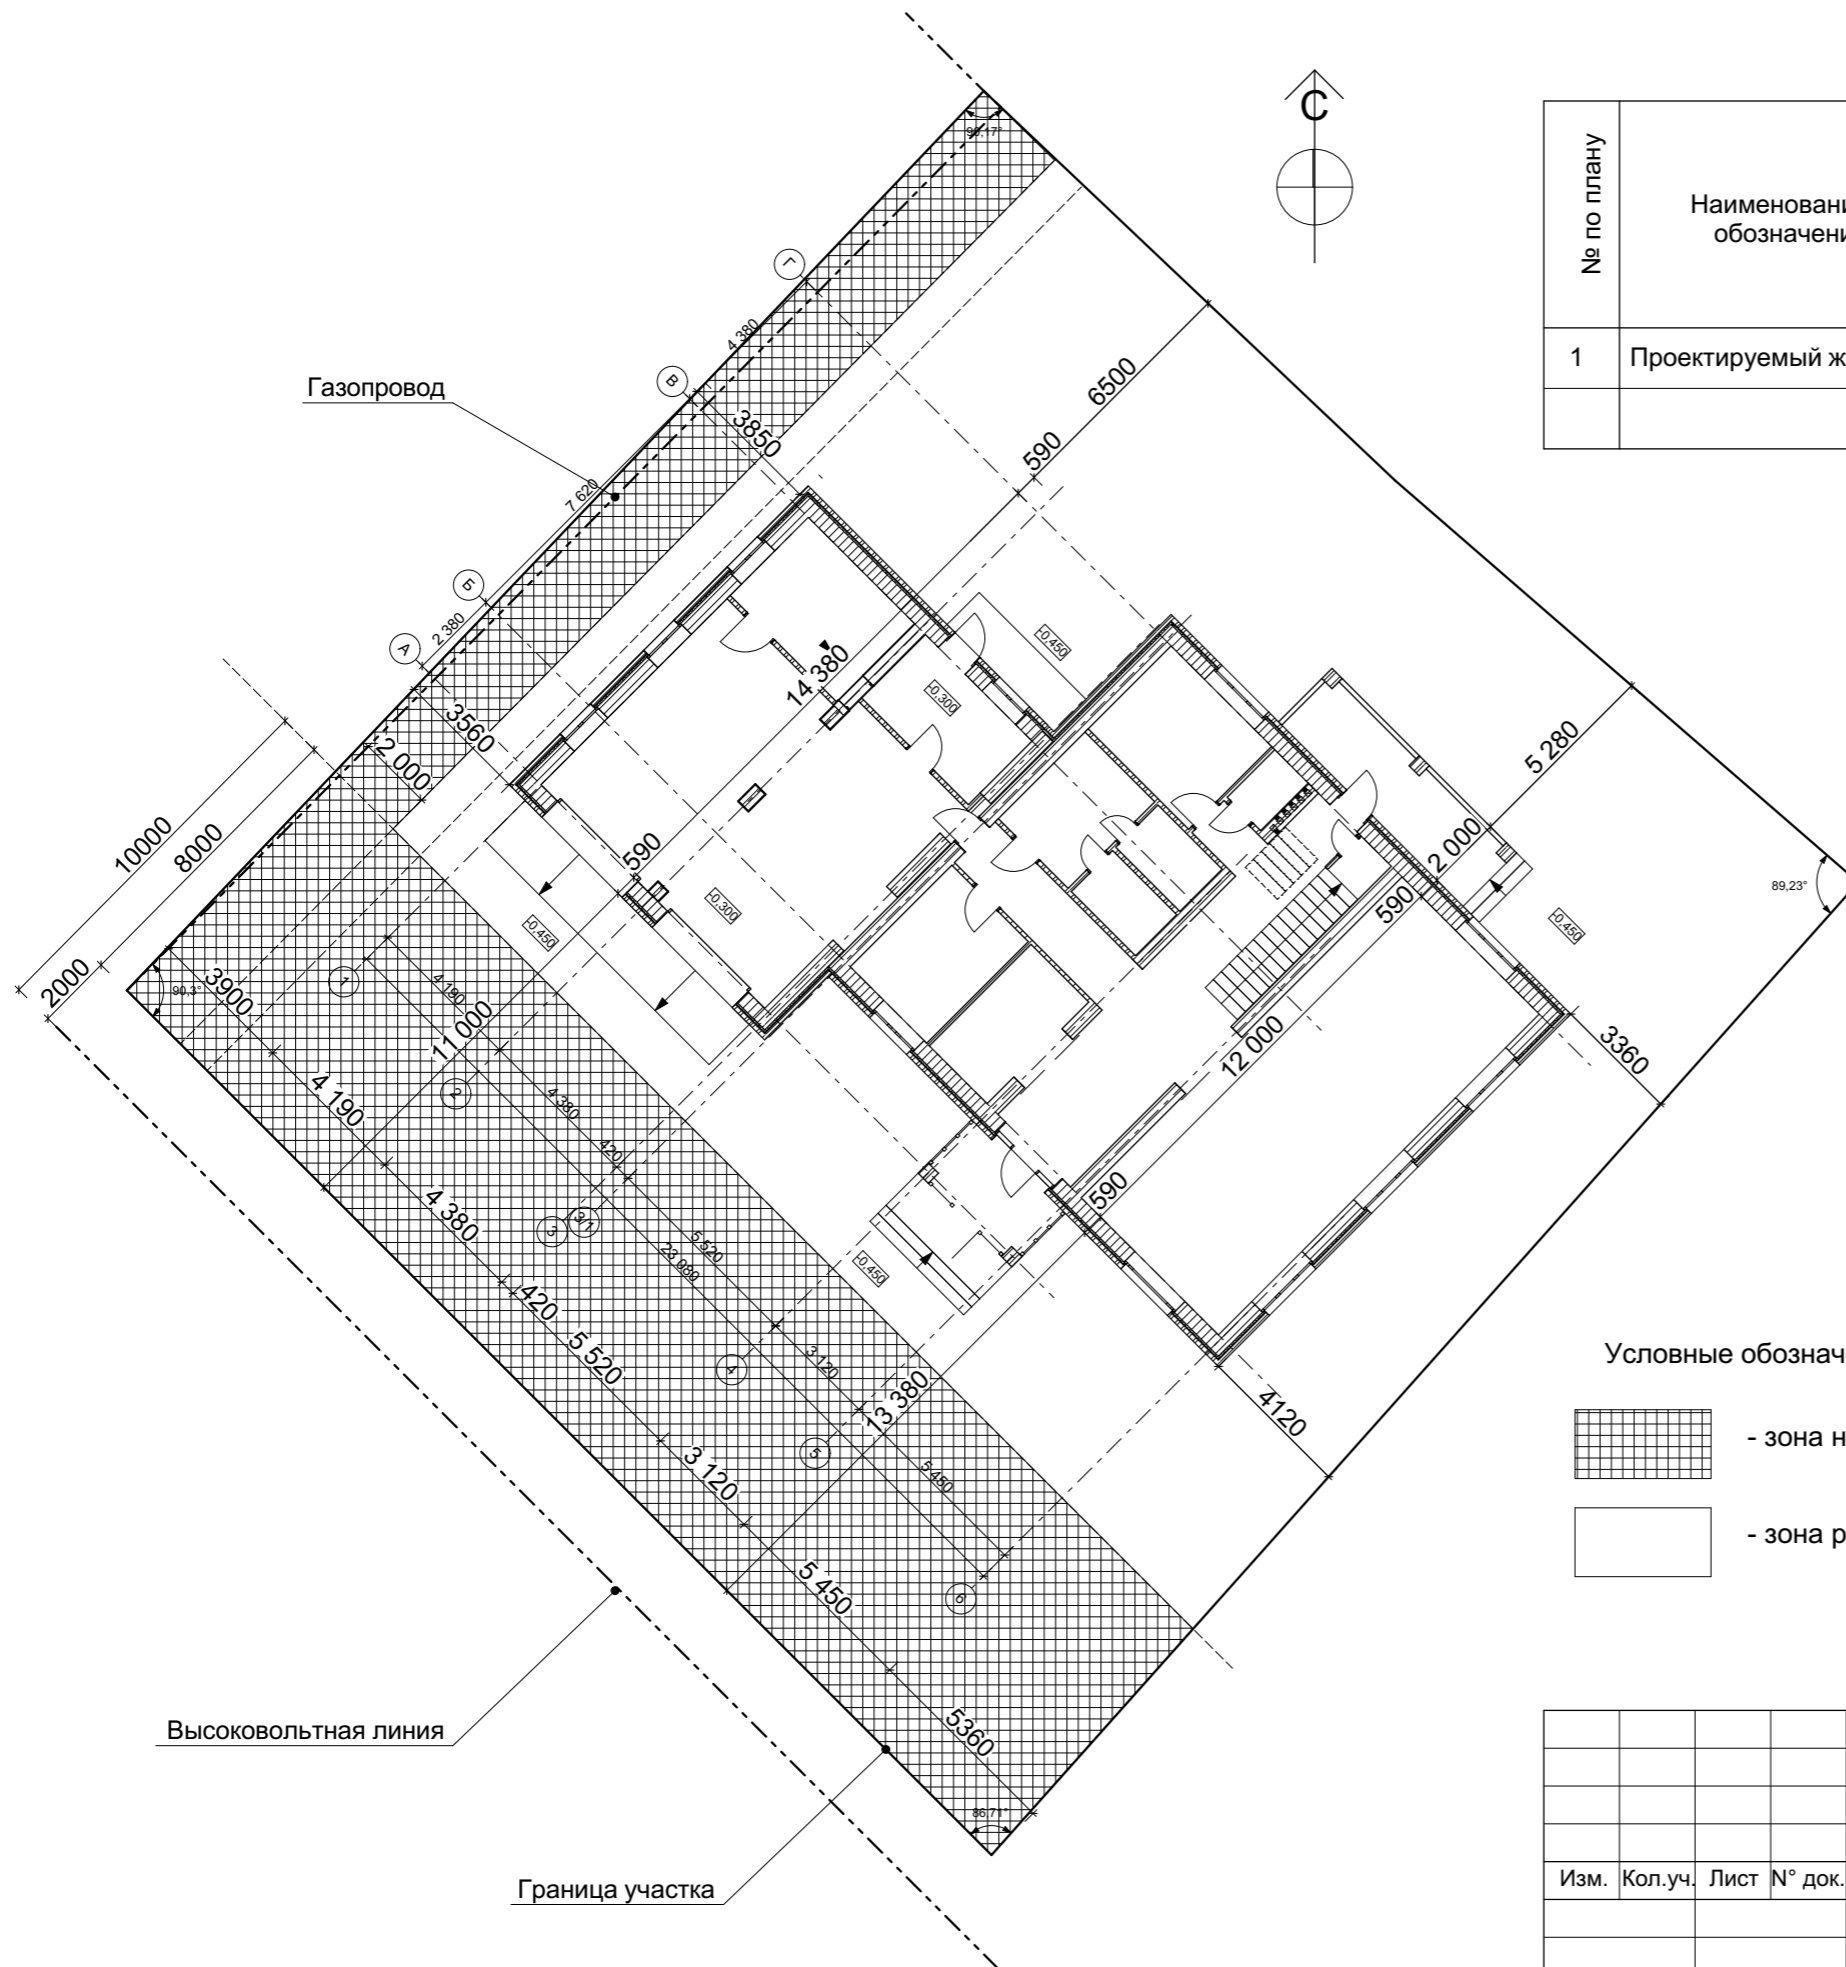 С
№ по плану
Наименовани
обозначени
1
Проектируемый ж
90,17°
Газопровод
Г
4 380
В
3850
7 620
Б
2 380
А
3560
2 000
6500
590
14 380
-0,450
-0,300
5 280
2 000
590
89,23°
-0,450
10000
8000
2000
590
-0,300
-0,450
90,3°
3900
1
4 190
11 000
4 190
2
4 380
420
4 380
3
3/1
12 000
3360
590
5 520
23 080
-0,450
420
5 520
4
3 120
13 380
4120
Условные обознач
- зона н
- зона р
5
3 120
5 450
5 450
6
Высоковольтная линия
5360
86,71°
Граница участка
Изм.
Кол.уч.
Лист
N° док.